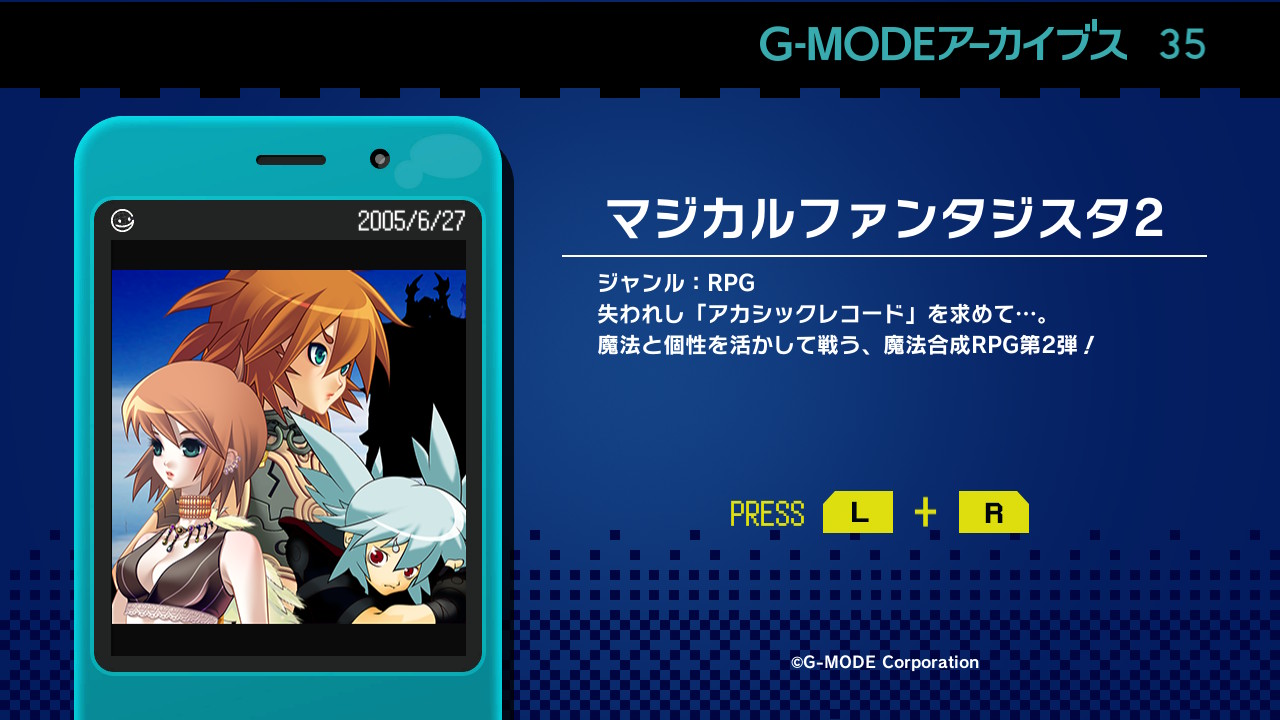 G-MODEアーカイブス 35
2005/6/27
マジカルファンタジスタ2
ジャンル：RPG
失われし「アカシックレコード」を求めて…。
魔法と個性を活かして戦う、魔法合成RPG第2弾！
PRESS L + R
©G-MODE Corporation